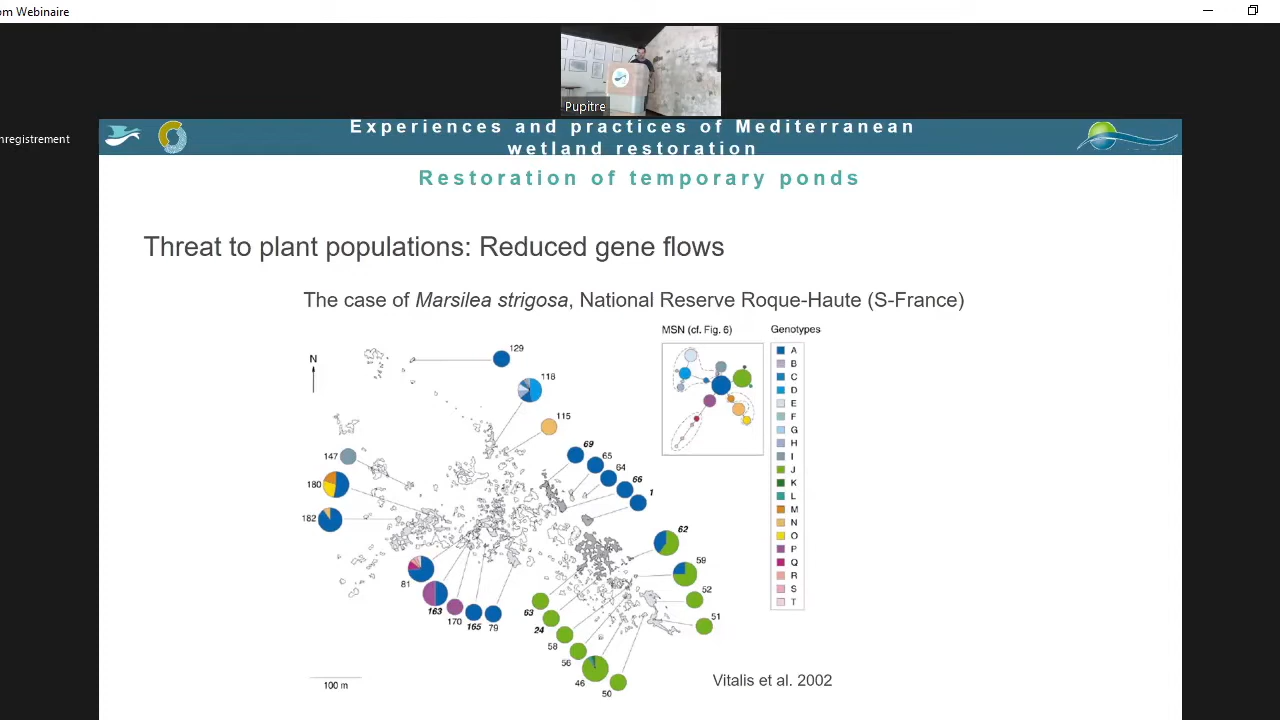 om Webinaire
Pupitre
nregistrement
Experiences and practices of Mediterranean
wetland restoration
Restoration of temporary ponds
Threat to plant populations: Reduced gene flows
The case of Marsilea strigosa, National Reserve Roque-Haute (S-France)
MSN (cf. Fig. 6)
Genotypes
N
129
118
115
147
180
182
69
65
64
66
1
62
59
52
51
81
163
170
165
79
63
24
58
56
46
50
A
B
C
D
E
F
G
H
I
J
K
L
M
N
O
P
Q
R
S
T
100 m
Vitalis et al. 2002